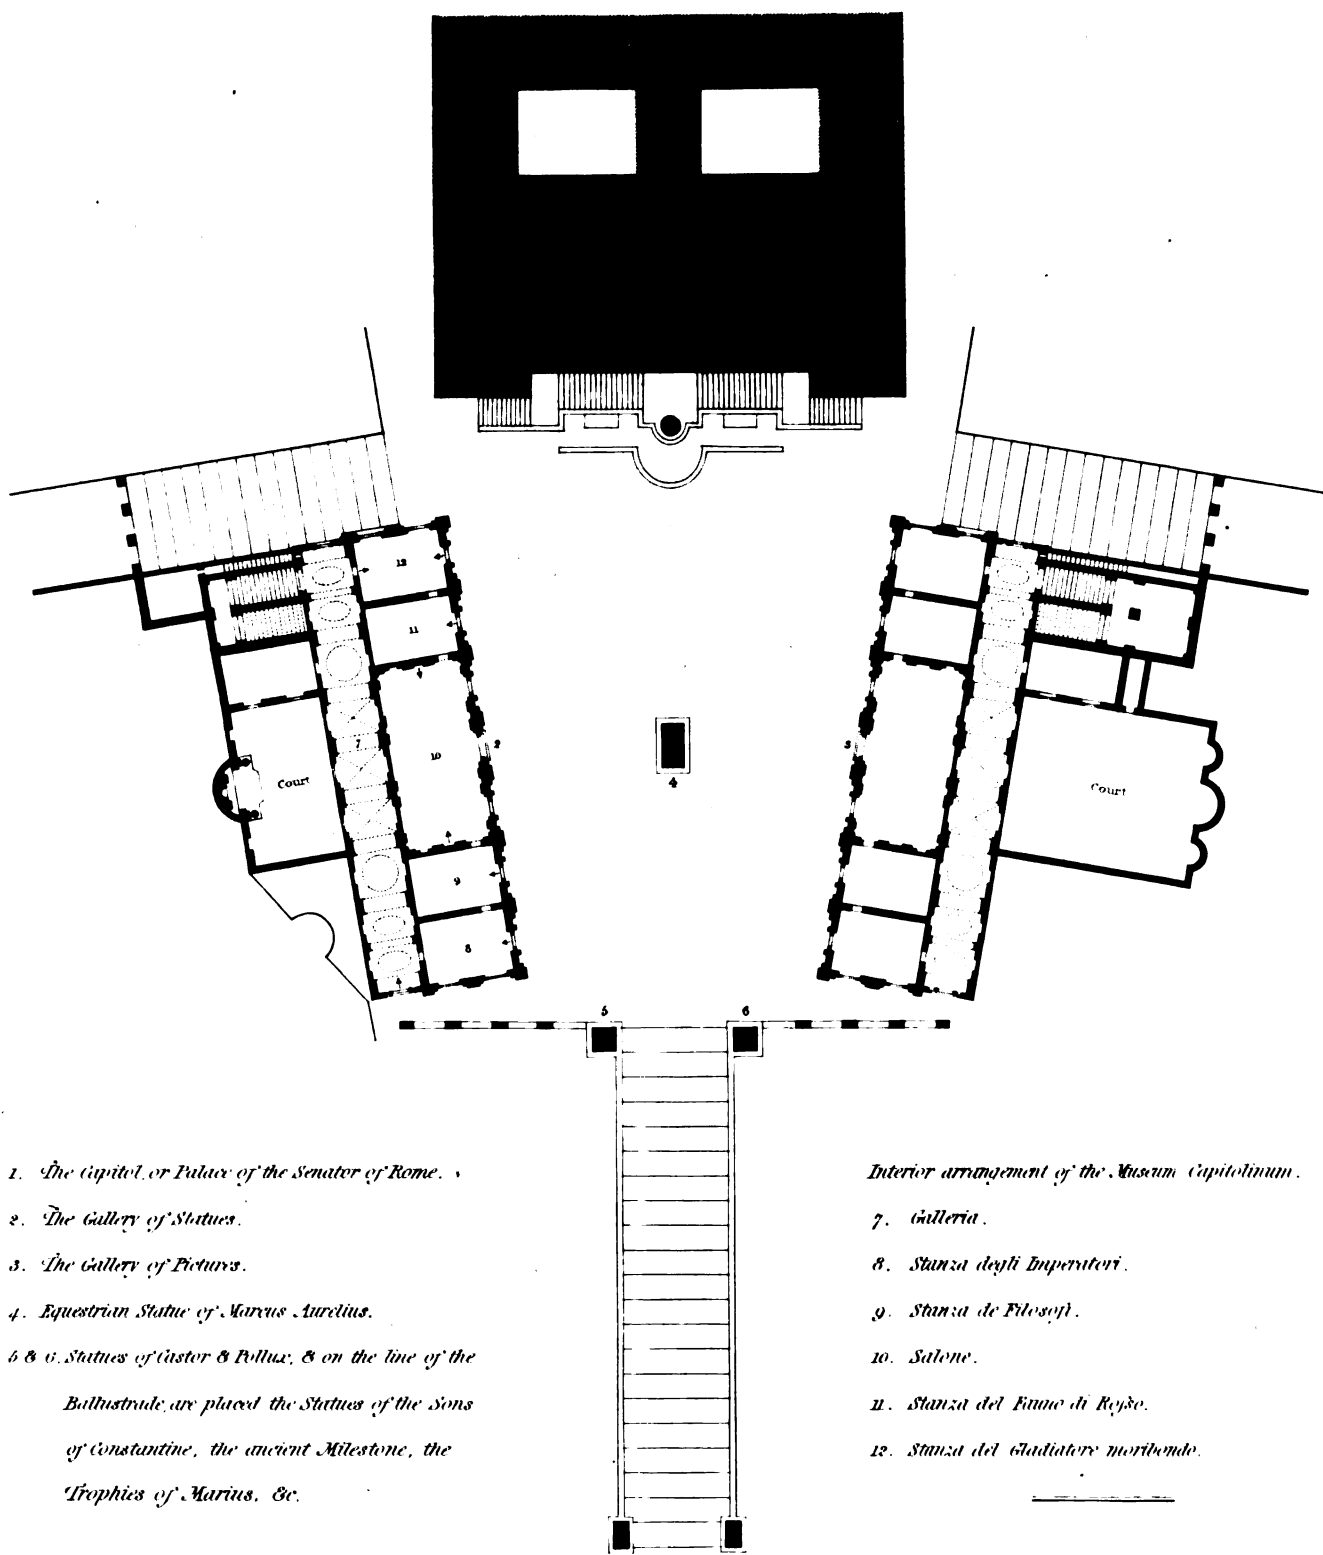 12
11
10
9
8
7
2
3
4
Court
Court
5
6
1. The Capitol, or Palace of the Senator of Rome.
2. The Gallery of Statues.
3. The Gallery of Pictures.
4. Equestrian Statue of Marcus Aurelius.
5 & 6. Statues of Castor & Pollux, & on the line of the
Ballustrade, are placed the Statues of the Sons
of Constantine, the ancient Milestone, the
Trophies of Marius, &c.
Interior arrangement of the Museum Capitolinum.
7. Galleria.
8. Stanza degli Imperatori.
9. Stanza de Filosofi.
10. Salone.
11. Stanza del Fauno di Roſso.
12. Stanza del Gladiatore moribondo.